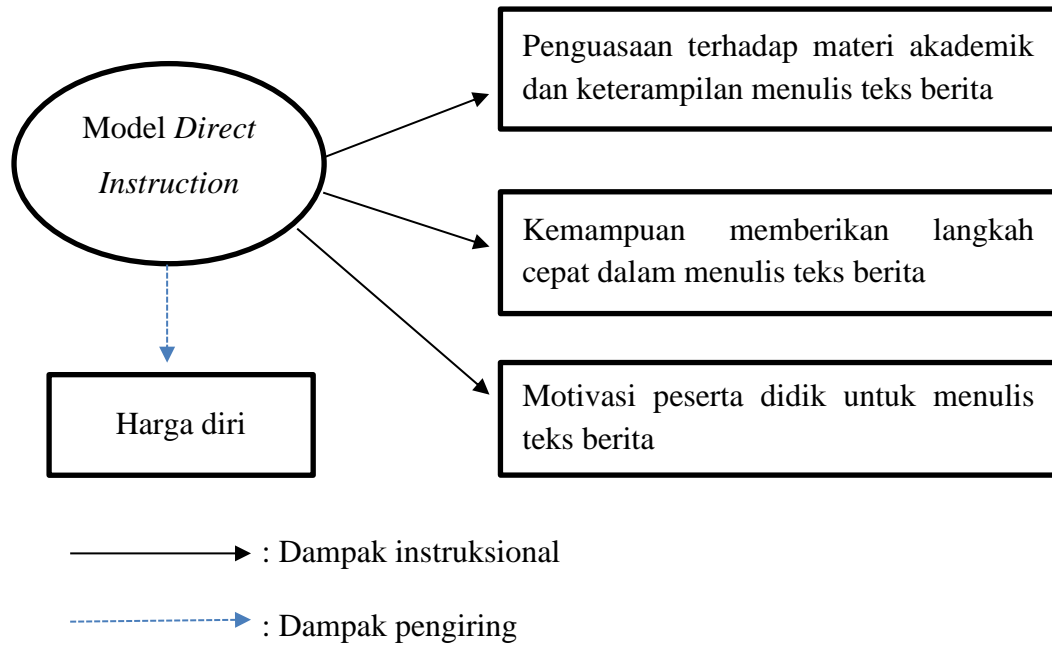 Model Direct
Instruction
Penguasaan terhadap materi akademik
dan keterampilan menulis teks berita
Kemampuan memberikan langkah
cepat dalam menulis teks berita
Motivasi peserta didik untuk menulis
teks berita
Harga diri
: Dampak instruksional
: Dampak pengiring